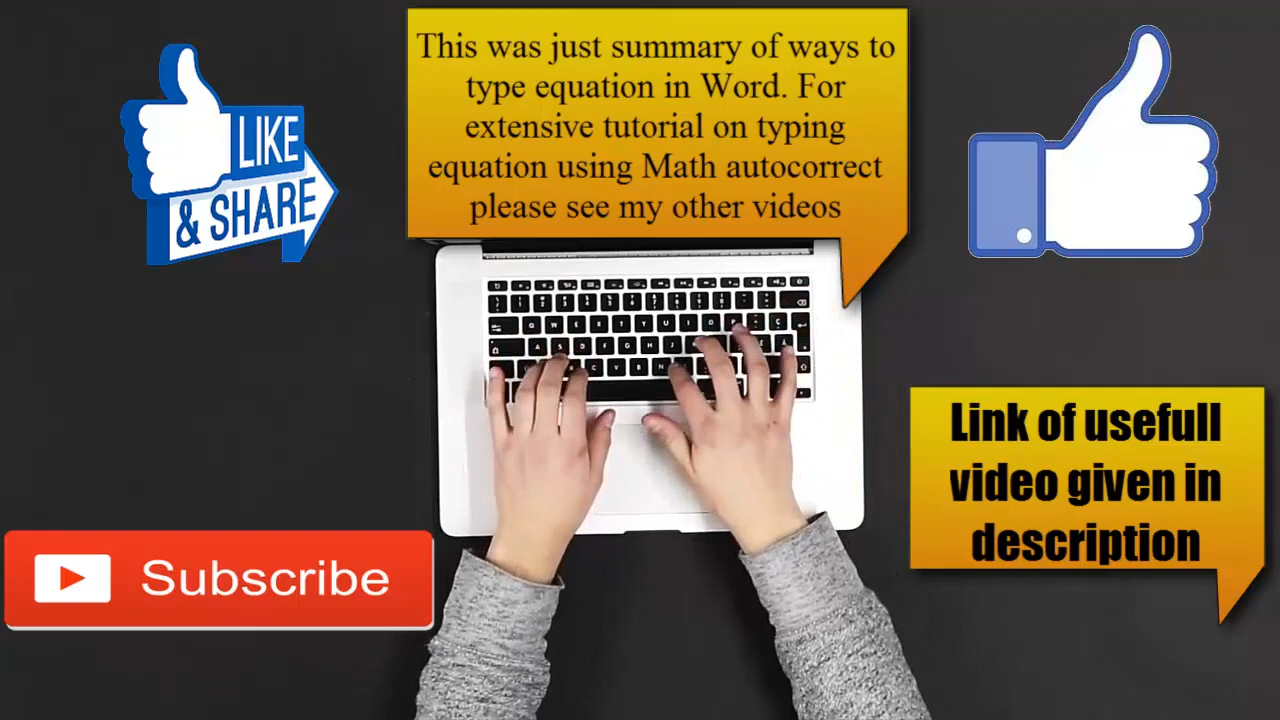 This was just summary of ways to
type equation in Word. For
extensive tutorial on typing
equation using Math autocorrect
please see my other videos
LIKE
& SHARE
Link of usefull
video given in
description
Subscribe